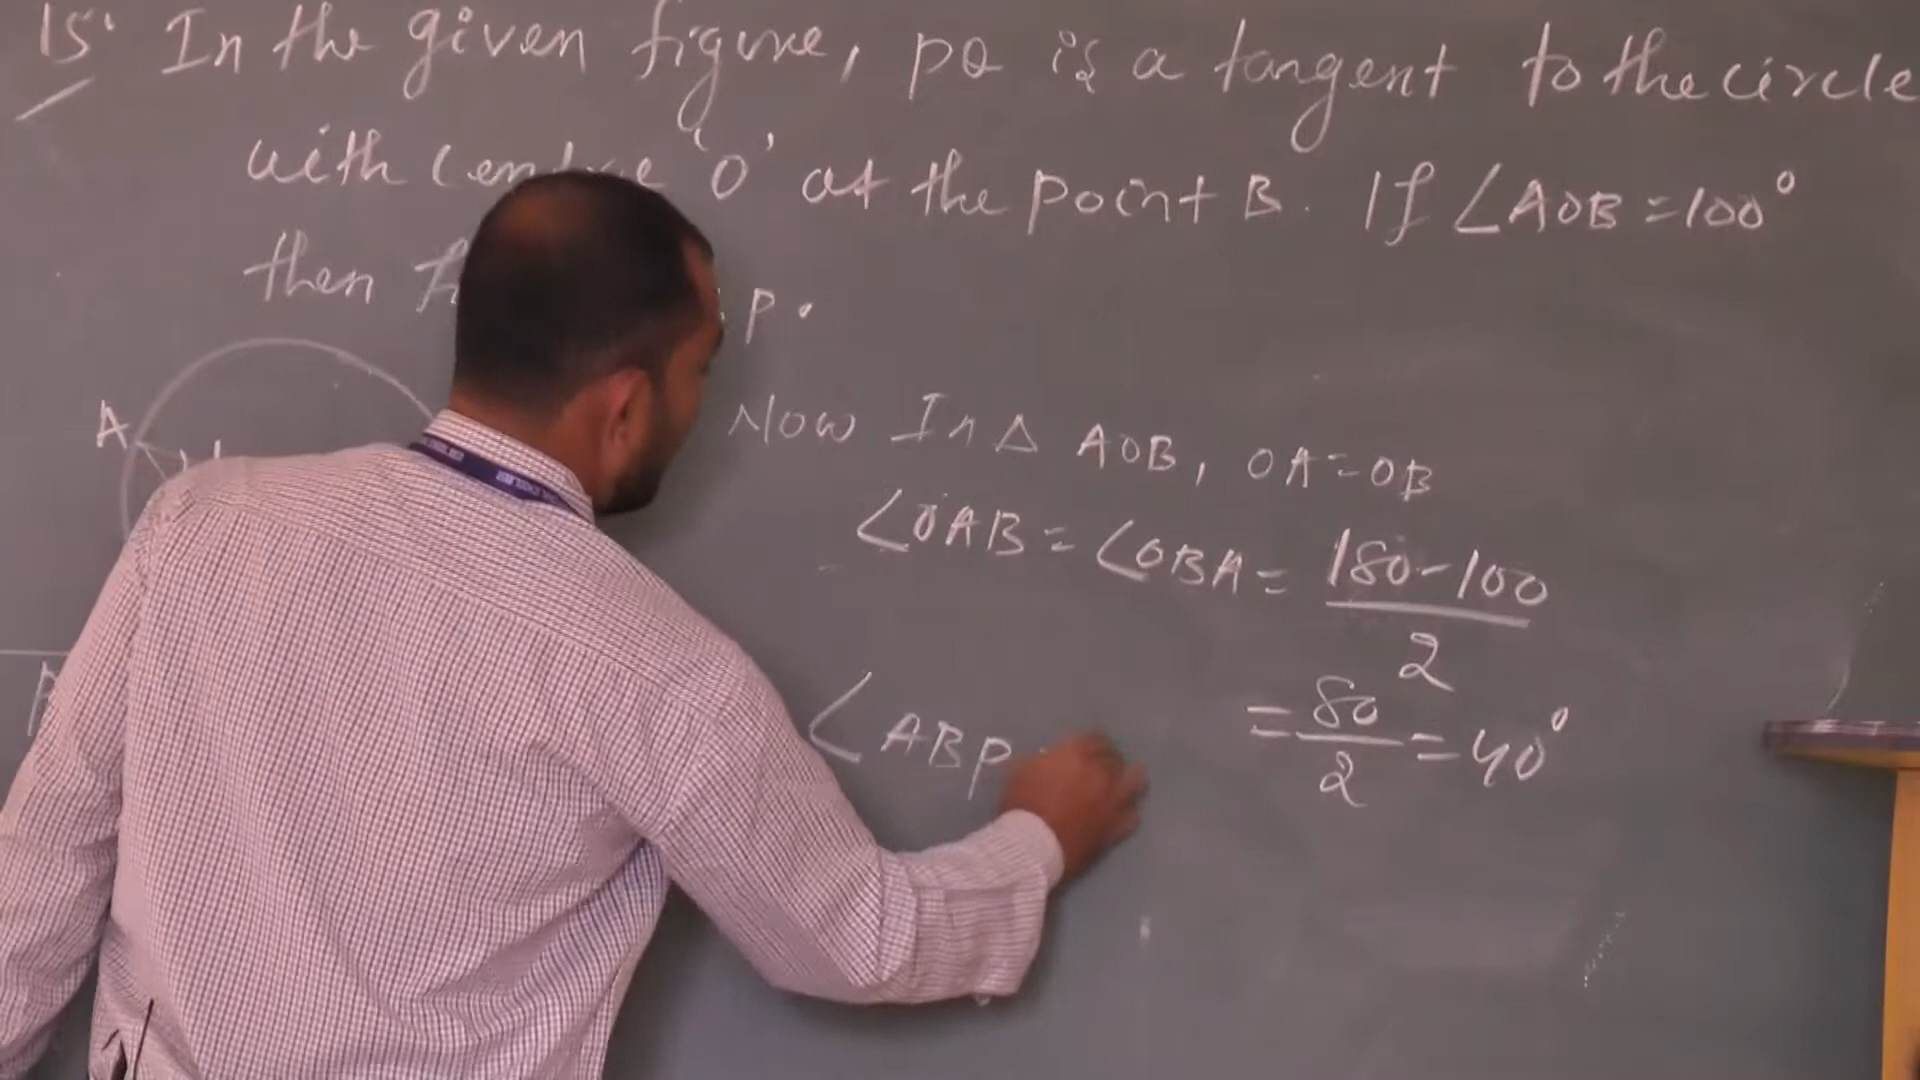 15. In the given figure, PQ is a tangent to the circle
with centre 'O' at the point B. If ∠AOB = 100°
then P.
A
Now In △ AOB, OA = OB
∠OAB = ∠OBA = 180 - 100 / 2
∠ABP = 80 / 2 = 40°
P